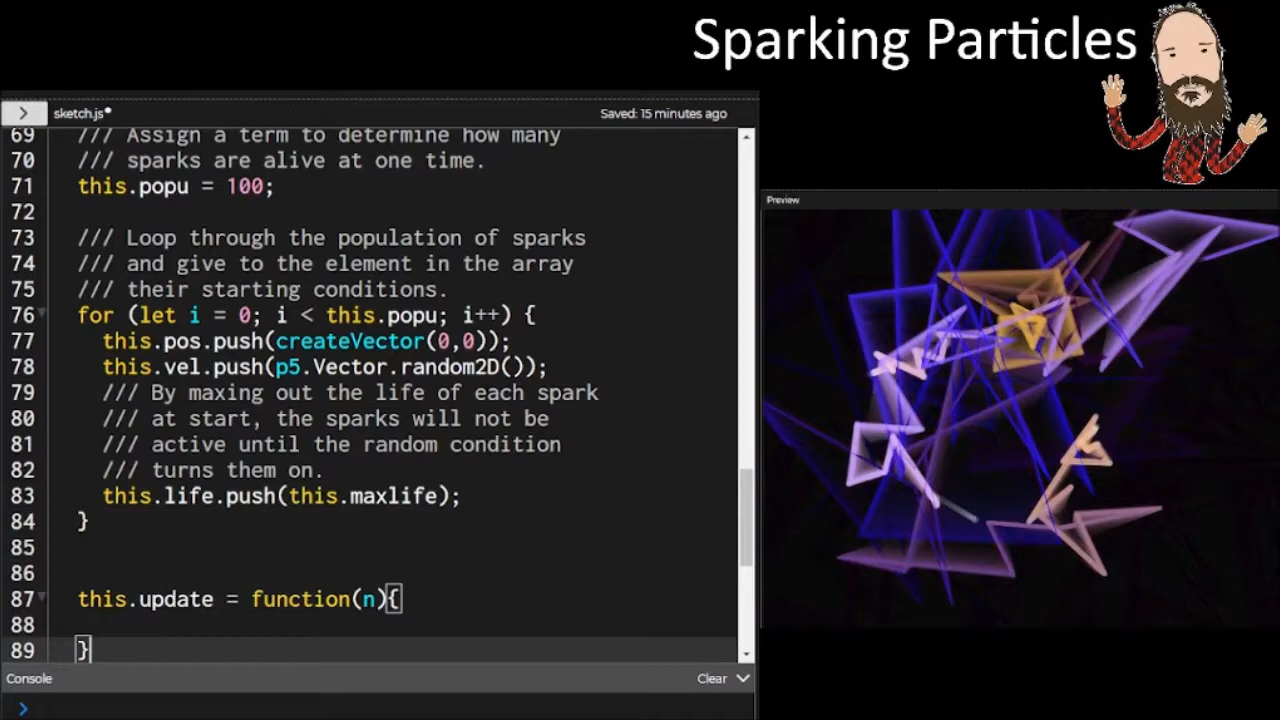 Sparking Particles
sketch.js•
Saved: 15 minutes ago
Preview
69 /// Assign a term to determine how many
70 /// sparks are alive at one time.
71 this.popu = 100;
72
73 /// Loop through the population of sparks
74 /// and give to the element in the array
75 /// their starting conditions.
76 for (let i = 0; i < this.popu; i++) {
77 this.pos.push(createVector(0,0));
78 this.vel.push(p5.Vector.random2D());
79 /// By maxing out the life of each spark
80 /// at start, the sparks will not be
81 /// active until the random condition
82 /// turns them on.
83 this.life.push(this.maxlife);
84 }
85
86
87 this.update = function(n){
88
89 }
Console
Clear